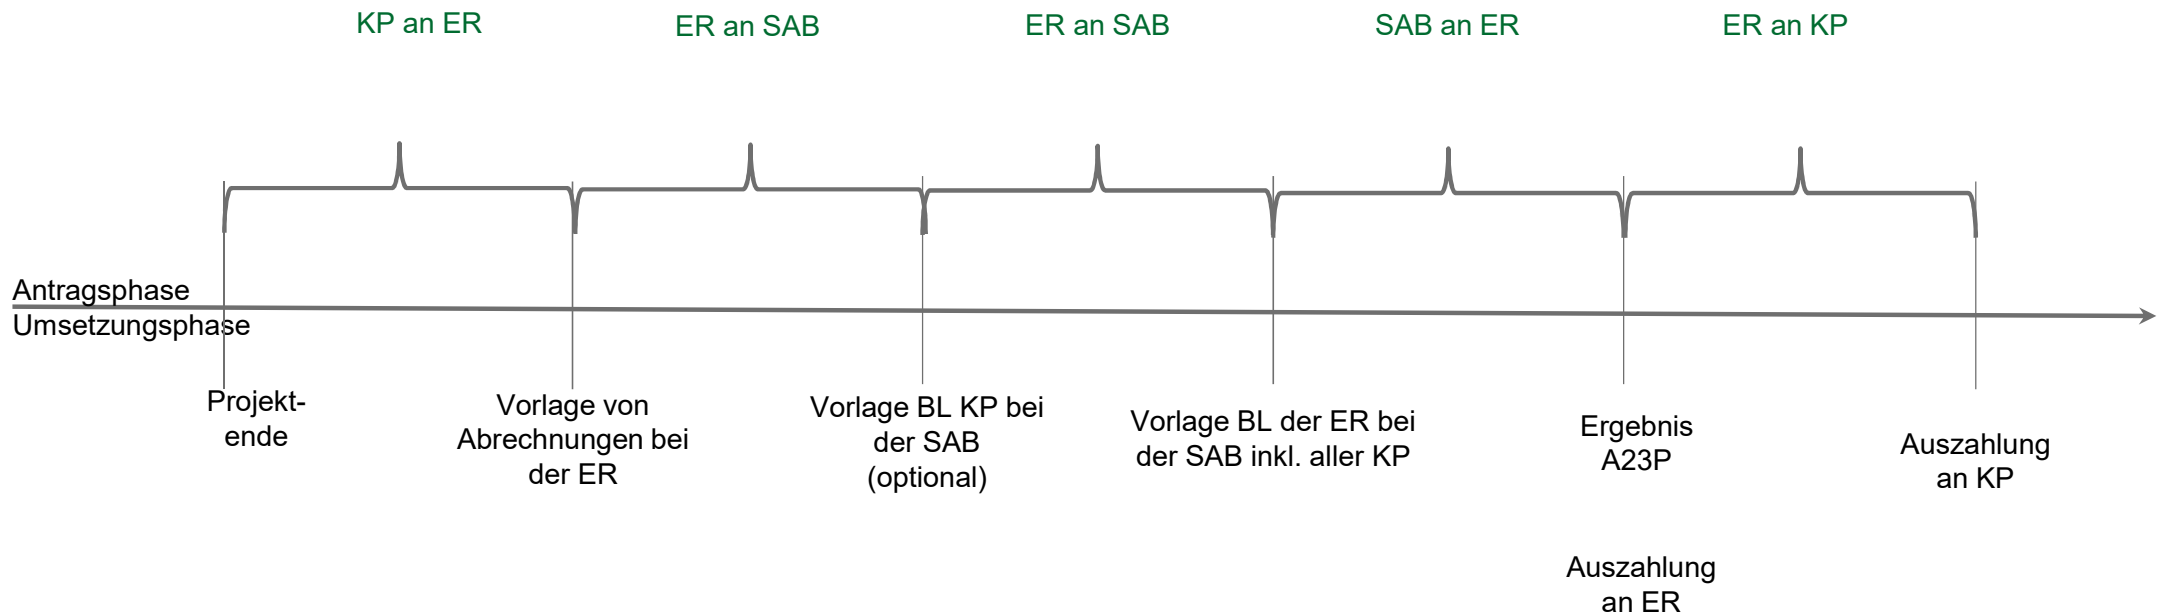 KP an ER
ER an SAB
ER an SAB
SAB an ER
ER an KP
Antragsphase
Umsetzungsphase
Projekt-
ende
Vorlage von
Abrechnungen bei
der ER
Vorlage BL KP bei
der SAB
(optional)
Vorlage BL der ER bei
der SAB inkl. aller KP
Ergebnis
A23P
Auszahlung
an ER
Auszahlung
an KP